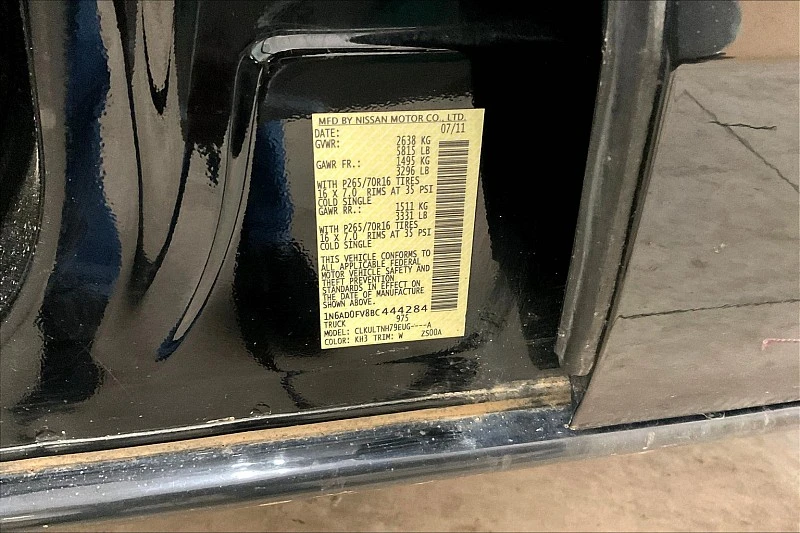 MFD BY NISSAN MOTOR CO., LTD.
DATE: 07/11
GVWR: 2638 KG
5815 LB
GAWR FR.: 1495 KG
3296 LB
WITH P265/70R16 TIRES
16 X 7.0 RIMS AT 35 PSI
COLD SINGLE
GAWR RR.: 1511 KG
3331 LB
WITH P265/70R16 TIRES
16 X 7.0 RIMS AT 35 PSI
COLD SINGLE
THIS VEHICLE CONFORMS TO
ALL APPLICABLE FEDERAL
MOTOR VEHICLE SAFETY AND
THEFT PREVENTION
STANDARDS IN EFFECT ON
THE DATE OF MANUFACTURE
SHOWN ABOVE.
1N6AD0FV8BC444284
TRUCK 975
MODEL: CLKULTNH79EUG----A
COLOR: KH3 TRIM: W ZS00A